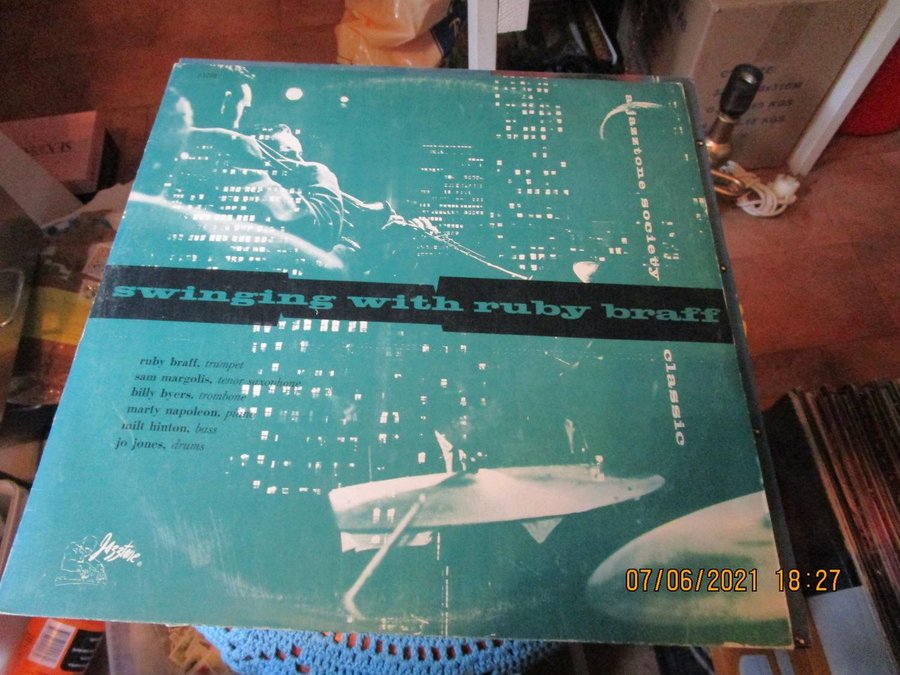 a jazztone society
classic
swinging with ruby braff
ruby braff, trumpet
sam margolis, tenor saxophone
billy byers, trombone
marty napoleon, piano
milt hinton, bass
jo jones, drums
Jazztone
07/06/2021 18:27